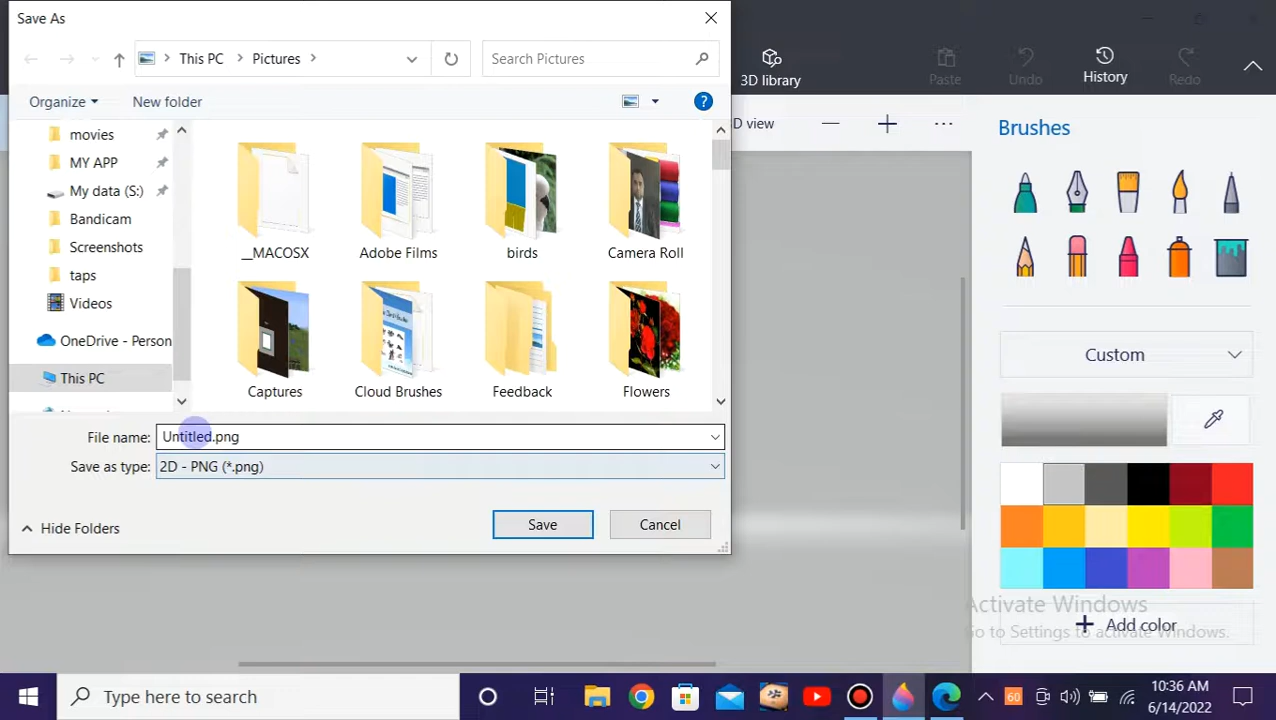 Save As
This PC
Pictures
Search Pictures
Organize
New folder
movies
MY APP
My data (S:)
Bandicam
Screenshots
taps
Videos
OneDrive - Person
This PC
__MACOSX
Adobe Films
birds
Camera Roll
Captures
Cloud Brushes
Feedback
Flowers
File name:
Untitled.png
Save as type:
2D - PNG (*.png)
Hide Folders
Save
Cancel
3D library
Paste
Undo
History
Redo
D view
Brushes
Custom
Activate Windows
Go to Settings to activate Windows.
Add color
Type here to search
60
10:36 AM
6/14/2022